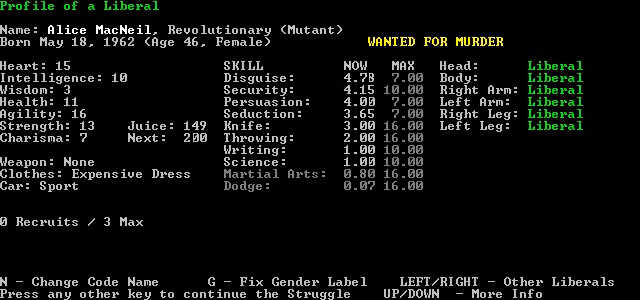 Profile of a Liberal
Name: Alice MacNeil, Revolutionary (Mutant)
Born May 18, 1962 (Age 46, Female) WANTED FOR MURDER
Heart: 15 SKILL NOW MAX Head: Liberal
Intelligence: 10 Disguise: 4.78 7.00 Body: Liberal
Wisdom: 3 Security: 4.15 10.00 Right Arm: Liberal
Health: 11 Persuasion: 4.00 7.00 Left Arm: Liberal
Agility: 16 Seduction: 3.65 7.00 Right Leg: Liberal
Strength: 13 Juice: 149 Knife: 3.00 16.00 Left Leg: Liberal
Charisma: 7 Next: 200 Throwing: 2.00 16.00
Writing: 1.00 10.00
Weapon: None Science: 1.00 10.00
Clothes: Expensive Dress Martial Arts: 0.80 16.00
Car: Sport Dodge: 0.07 16.00
0 Recruits / 3 Max
N - Change Code Name G - Fix Gender Label LEFT/RIGHT - Other Liberals
Press any other key to continue the Struggle UP/DOWN - More Info